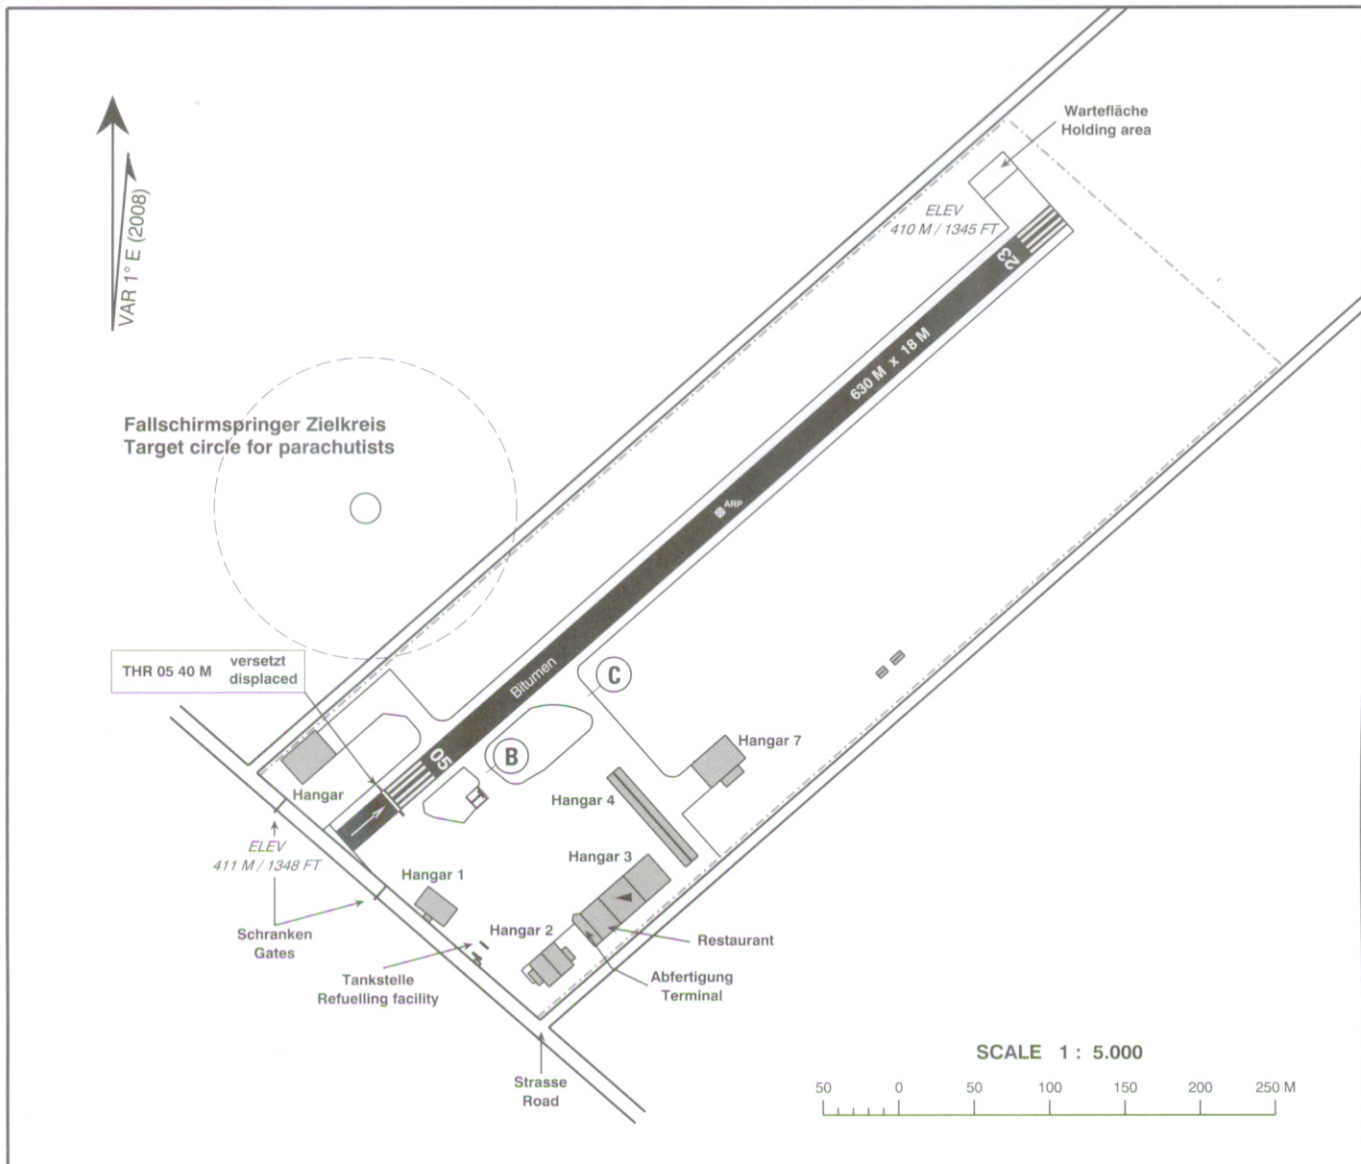 Wartefläche
Holding area
ELEV
410 M / 1345 FT
VAR 1° E (2008)
23
630 M x 18 M
Fallschirmspringer Zielkreis
Target circle for parachutists
ARP
THR 05 40 M
versetzt
displaced
Bitumen
C
B
05
Hangar 7
Hangar
Hangar 4
ELEV
411 M / 1348 FT
Hangar 3
Hangar 1
Schranken
Gates
Hangar 2
Restaurant
Tankstelle
Refuelling facility
Abfertigung
Terminal
Strasse
Road
SCALE 1 : 5.000
50 0 50 100 150 200 250 M